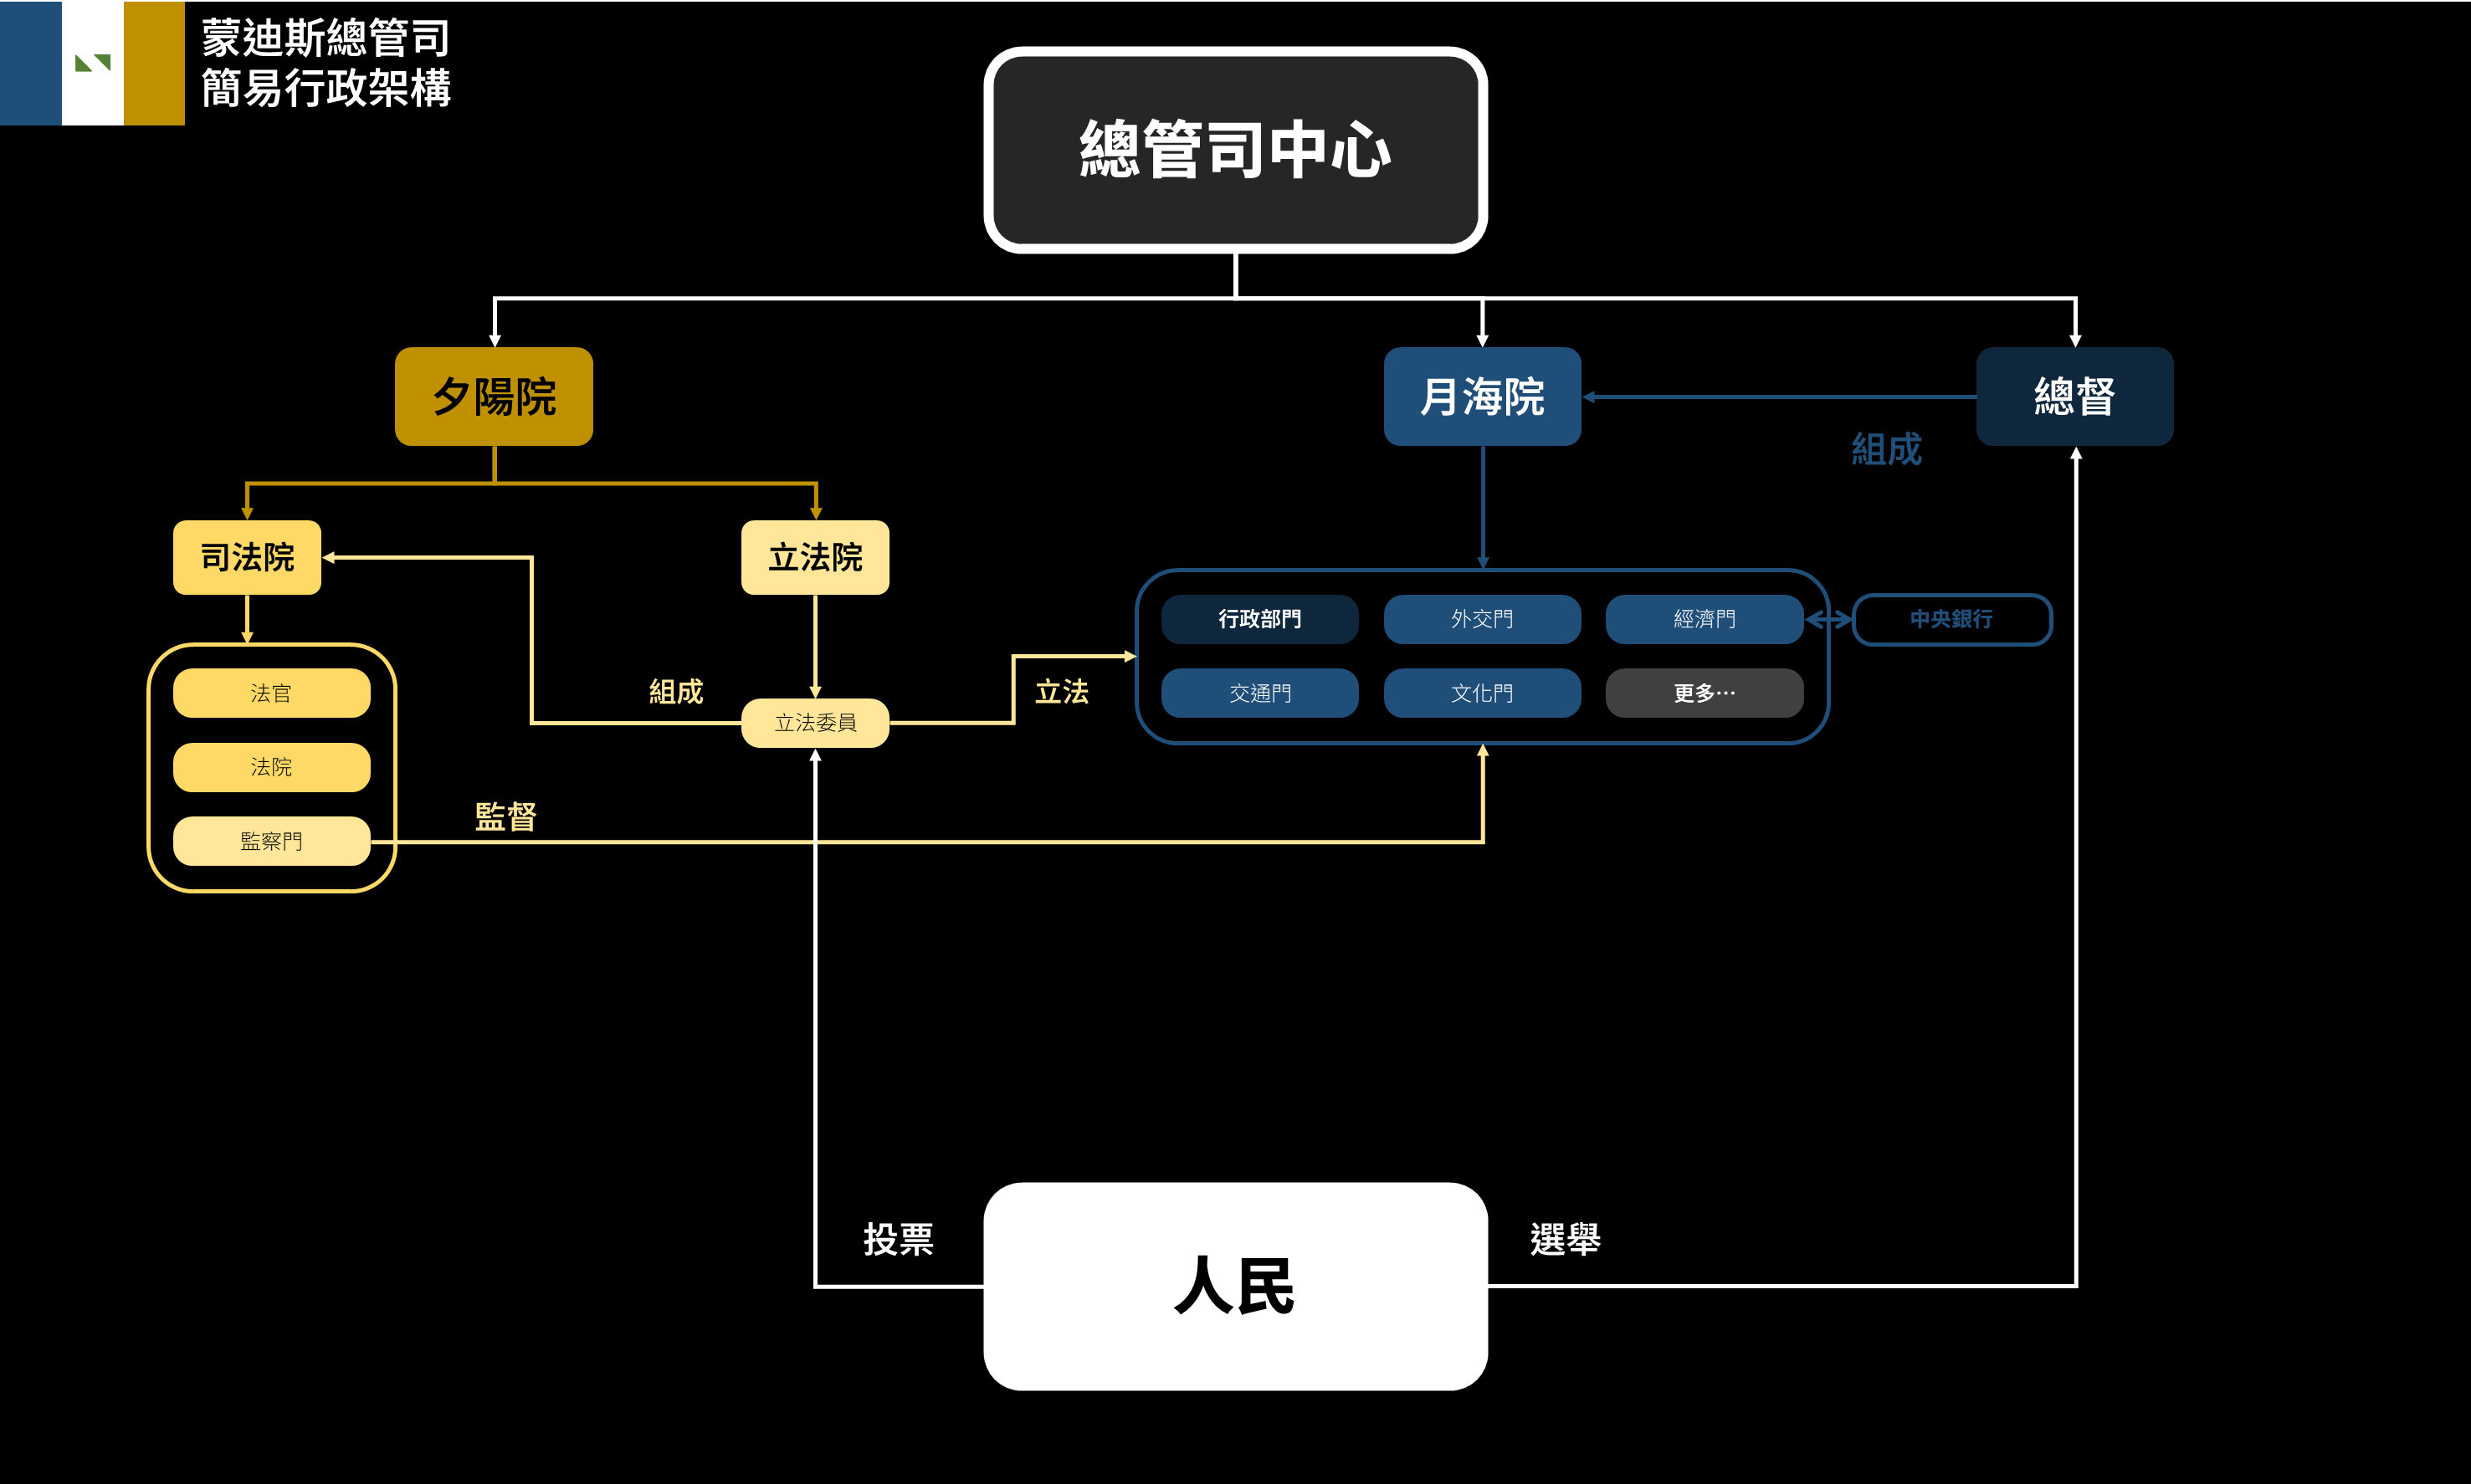 蒙迪斯總管司
簡易行政架構
總管司中心
夕陽院
月海院
總督
組成
司法院
立法院
行政部門
外交門
經濟門
中央銀行
法官
組成
立法
交通門
文化門
更多…
立法委員
法院
監督
監察門
投票
選舉
人民